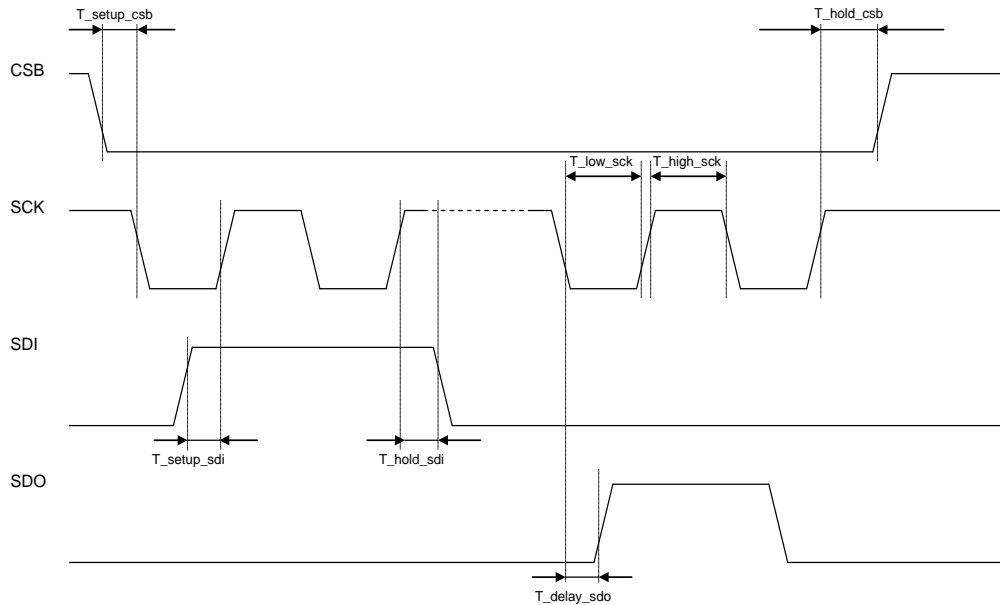 T_setup_csb
T_hold_csb
CSB
T_low_sck
T_high_sck
SCK
SDI
T_setup_sdi
T_hold_sdi
SDO
T_delay_sdo